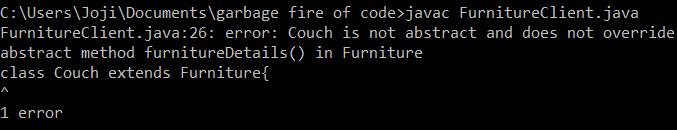 C:\Users\Joji\Documents\garbage fire of code>javac FurnitureClient.java
FurnitureClient.java:26: error: Couch is not abstract and does not override
abstract method furnitureDetails() in Furniture
class Couch extends Furniture{
^
1 error